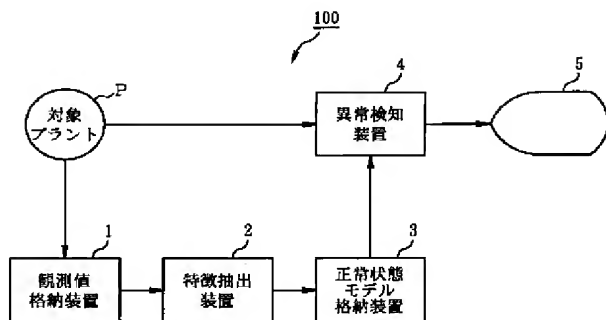 100
P
対象
プラント
4
異常検知
装置
5
1
観測値
格納装置
2
特徴抽出
装置
3
正常状態
モデル
格納装置